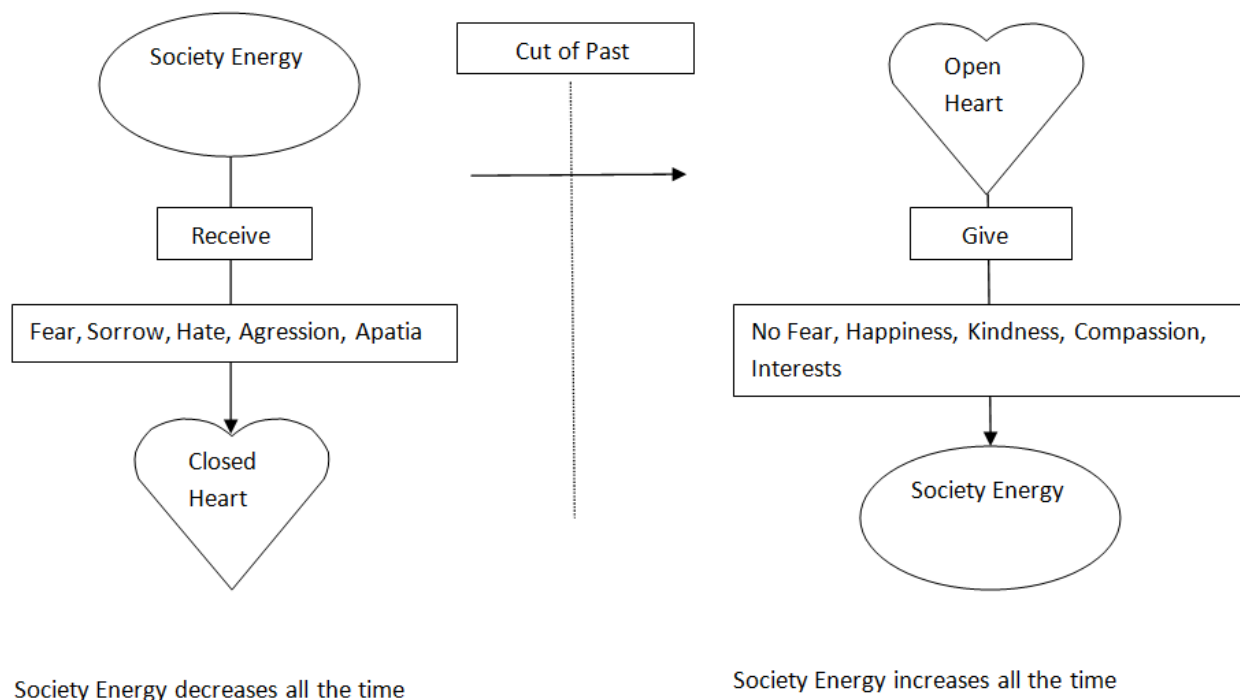 Society Energy
Receive
Fear, Sorrow, Hate, Agression, Apatia
Closed
Heart
Society Energy decreases all the time
Cut of Past
Open
Heart
Give
No Fear, Happiness, Kindness, Compassion,
Interests
Society Energy
Society Energy increases all the time